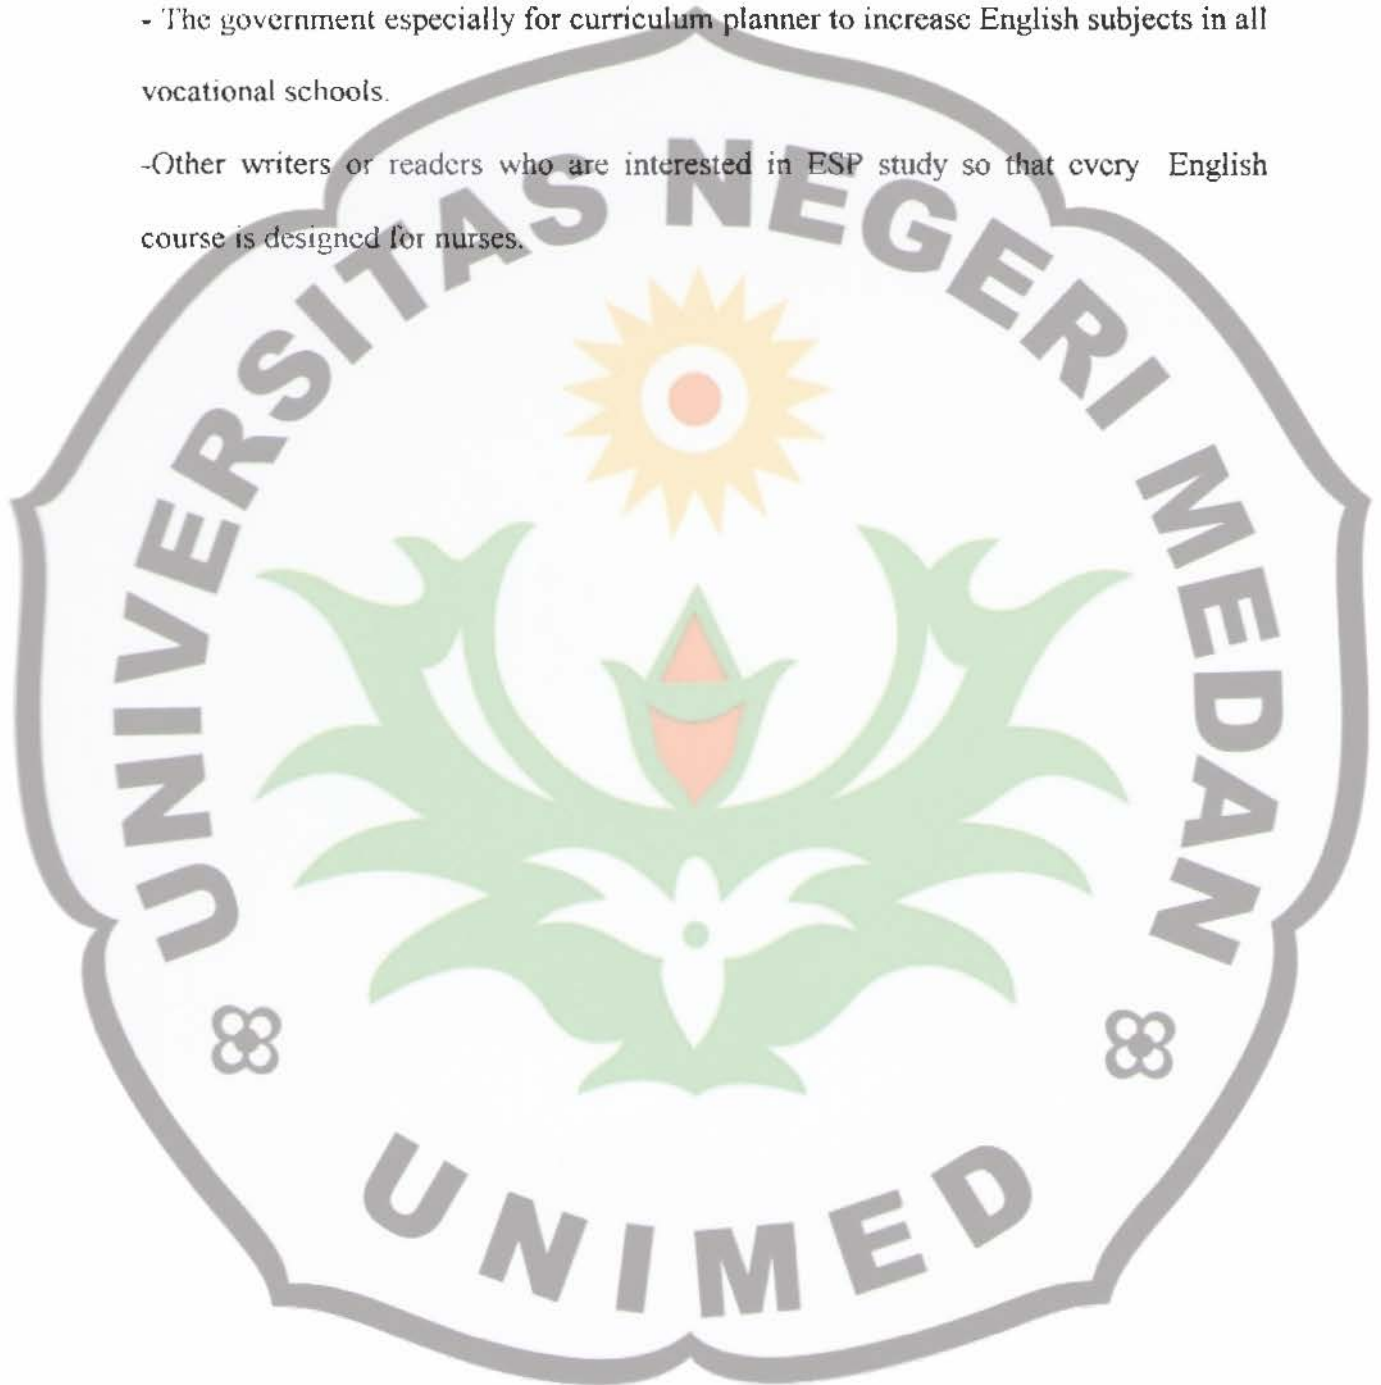 - The government especially for curriculum planner to increase English subjects in all
vocational schools.
-Other writers or readers who are interested in ESP study so that every English
course is designed for nurses.
UNIVERSITAS NEGERI MEDAN
UNIMED